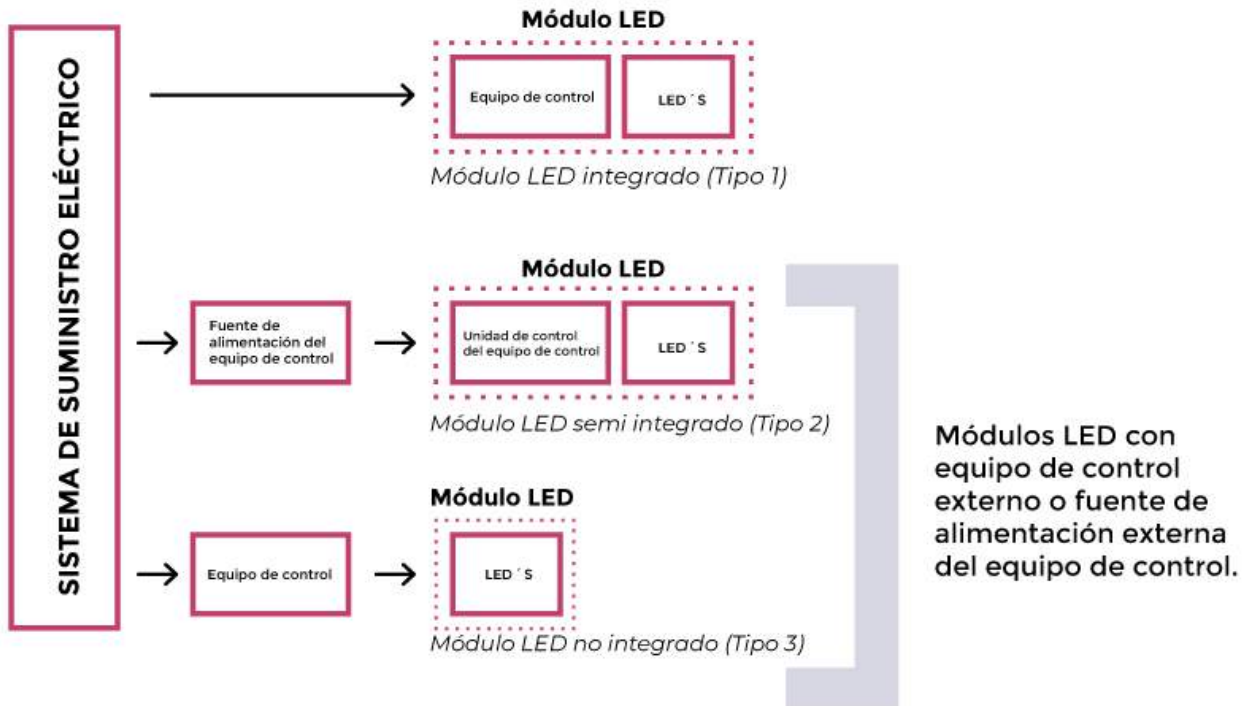 SISTEMA DE SUMINISTRO ELÉCTRICO
Módulo LED
Equipo de control
LED ´S
Módulo LED integrado (Tipo 1)
Módulo LED
Fuente de
alimentación del
equipo de control
Unidad de control
del equipo de control
LED ´S
Módulo LED semi integrado (Tipo 2)
Módulo LED
Equipo de control
LED ´S
Módulo LED no integrado (Tipo 3)
Módulos LED con
equipo de control
externo o fuente de
alimentación externa
del equipo de control.